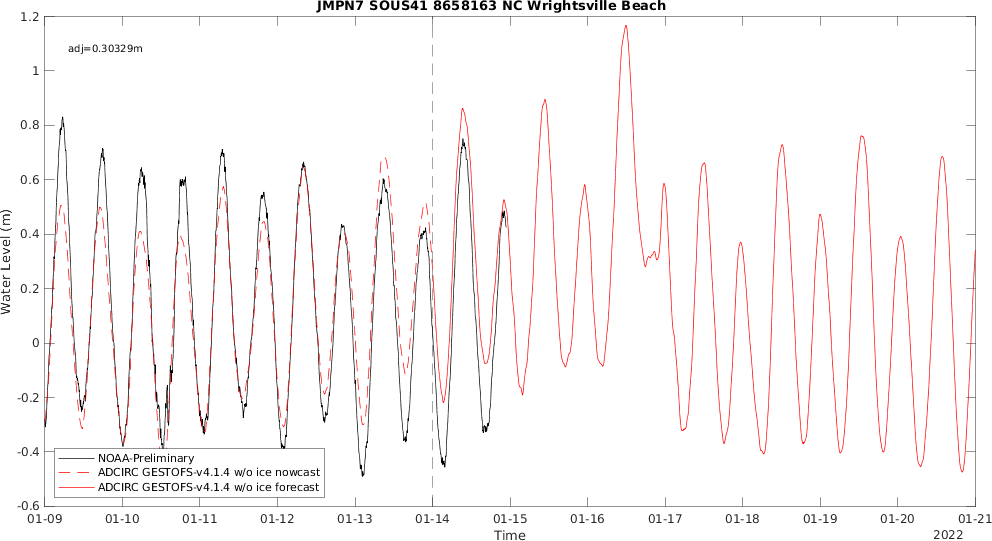 JMPN7 SOUS41 8658163 NC Wrightsville Beach
adj=0.30329m
1.2
1
0.8
0.6
0.4
0.2
0
-0.2
-0.4
-0.6
Water Level (m)
NOAA-Preliminary
ADCIRC GESTOFS-v4.1.4 w/o ice nowcast
ADCIRC GESTOFS-v4.1.4 w/o ice forecast
01-09 01-10 01-11 01-12 01-13 01-14 01-15 01-16 01-17 01-18 01-19 01-20 01-21
Time
2022